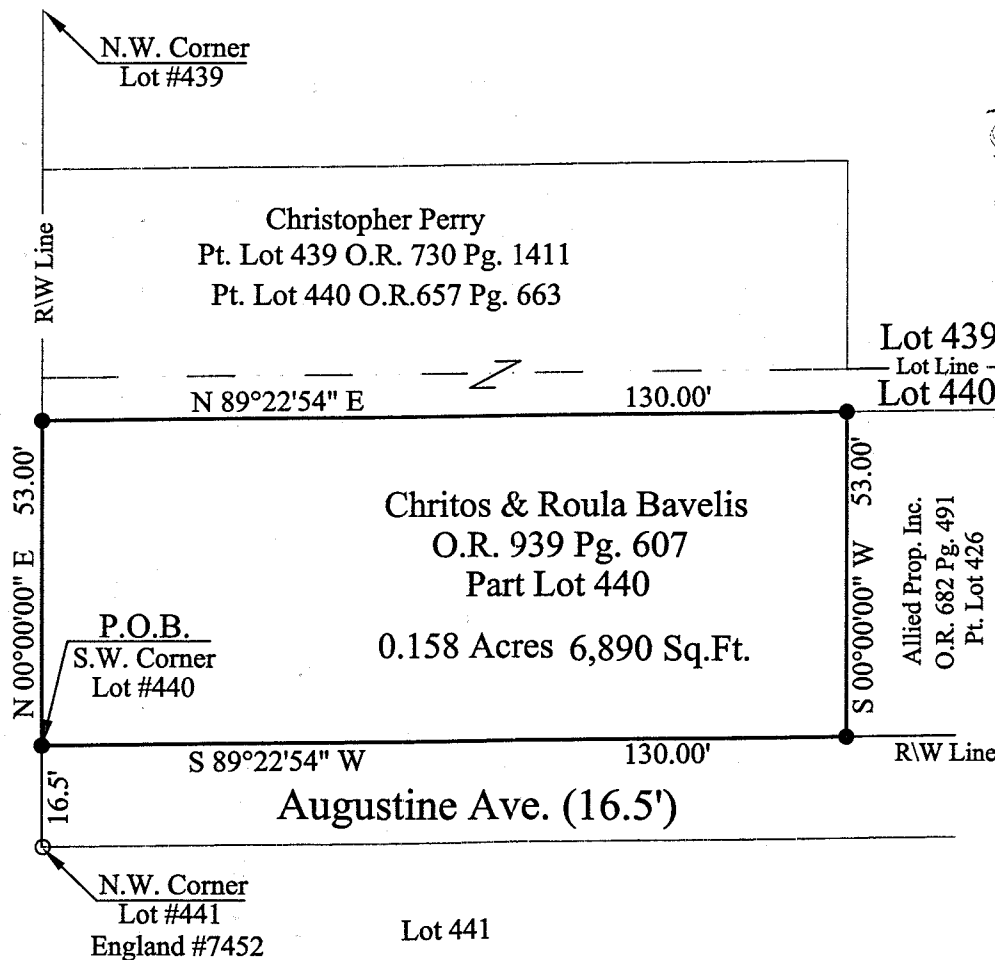 N.W. Corner
Lot #439
R\W Line
Christopher Perry
Pt. Lot 439 O.R. 730 Pg. 1411
Pt. Lot 440 O.R.657 Pg. 663
Lot 439
Lot Line
Lot 440
N 89°22'54" E 130.00'
N 00°00'00" E 53.00'
Chritos & Roula Bavelis
O.R. 939 Pg. 607
Part Lot 440
0.158 Acres 6,890 Sq.Ft.
S 00°00'00" W 53.00'
Allied Prop. Inc.
O.R. 682 Pg. 491
Pt. Lot 426
P.O.B.
S.W. Corner
Lot #440
S 89°22'54" W 130.00'
R\W Line
16.5'
Augustine Ave. (16.5')
N.W. Corner
Lot #441
England #7452
Lot 441